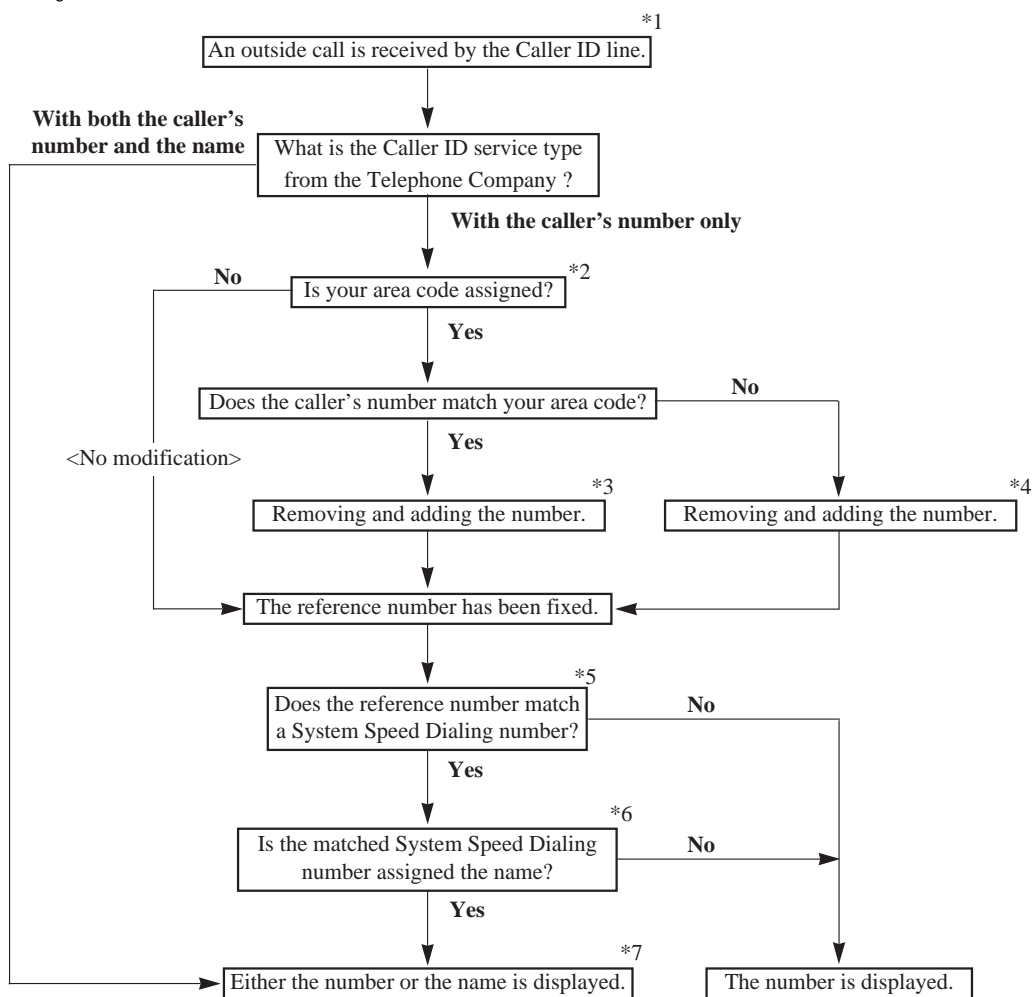 *1
An outside call is received by the Caller ID line.
With both the caller's
number and the name
What is the Caller ID service type
from the Telephone Company ?
With the caller's number only
*2
No
Is your area code assigned?
Yes
No
Does the caller's number match your area code?
Yes
<No modification>
*3
*4
Removing and adding the number.
Removing and adding the number.
The reference number has been fixed.
*5
Does the reference number match
a System Speed Dialing number?
No
Yes
*6
Is the matched System Speed Dialing
number assigned the name?
No
Yes
*7
Either the number or the name is displayed.
The number is displayed.